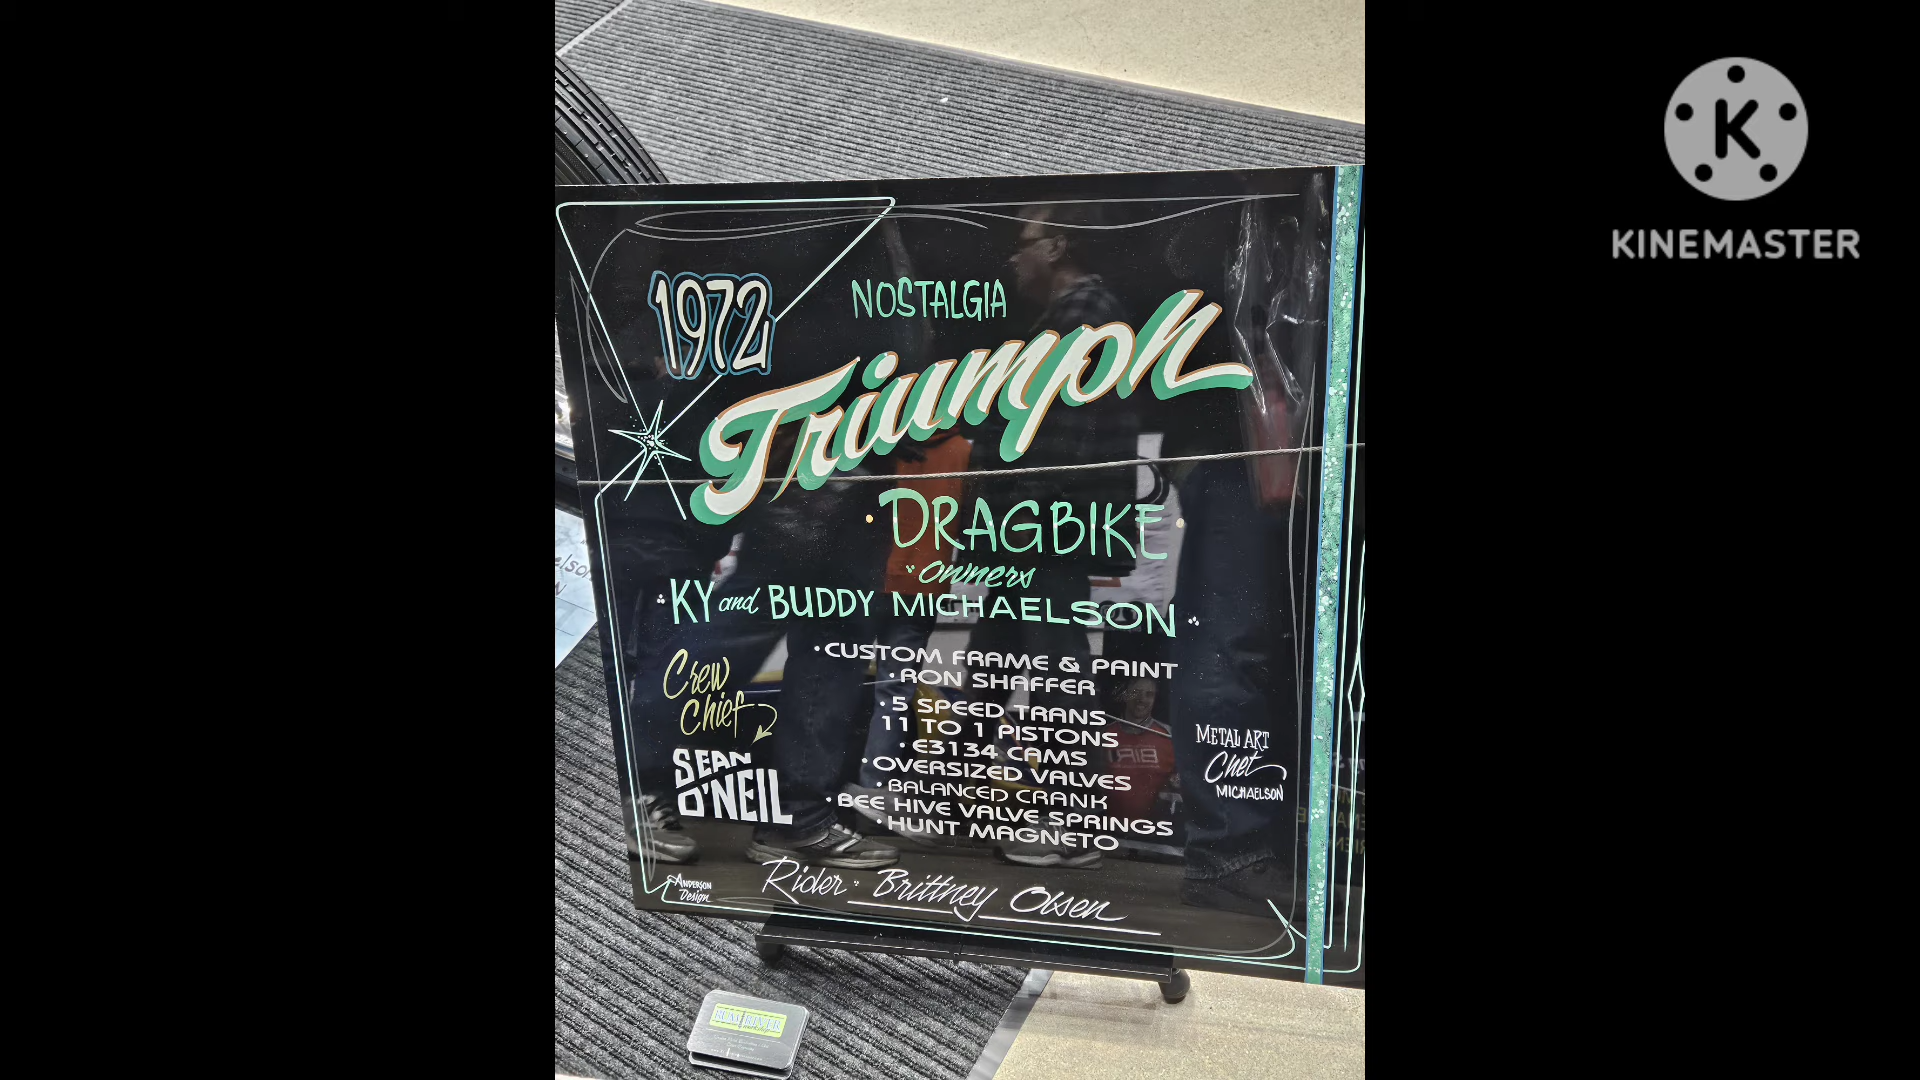 KINEMASTER
1972
NOSTALGIA
Triumph
• DRAGBIKE •
owners
KY and BUDDY MICHAELSON
• CUSTOM FRAME & PAINT
• RON SHAFFER
• 5 SPEED TRANS
11 TO 1 PISTONS
• E3134 CAMS
• OVERSIZED VALVES
• BALANCED CRANK
• BEE HIVE VALVE SPRINGS
• HUNT MAGNETO
Crew
Chief
SEAN
O'NEIL
METAL ART
Chet
MICHAELSON
Rider: Brittney Olsen
ANDERSON
Design